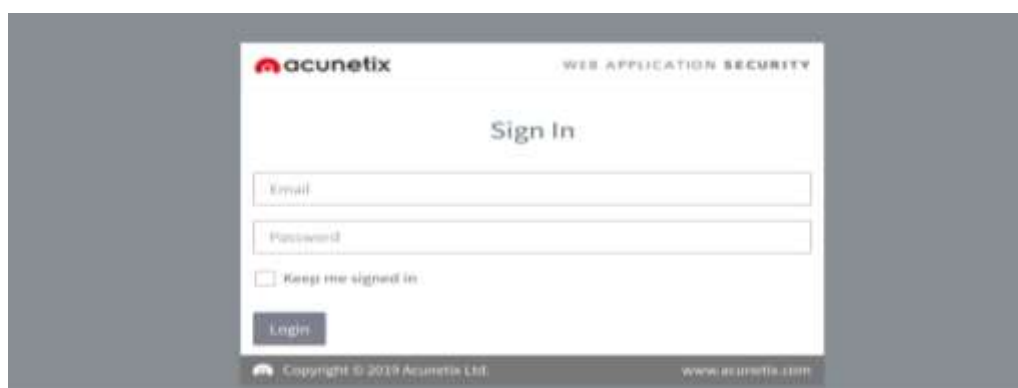 acunetix WEB APPLICATION SECURITY
Sign In
Email
Password
Keep me signed in
Login
Copyright © 2019 Acunetix Ltd. www.acunetix.com